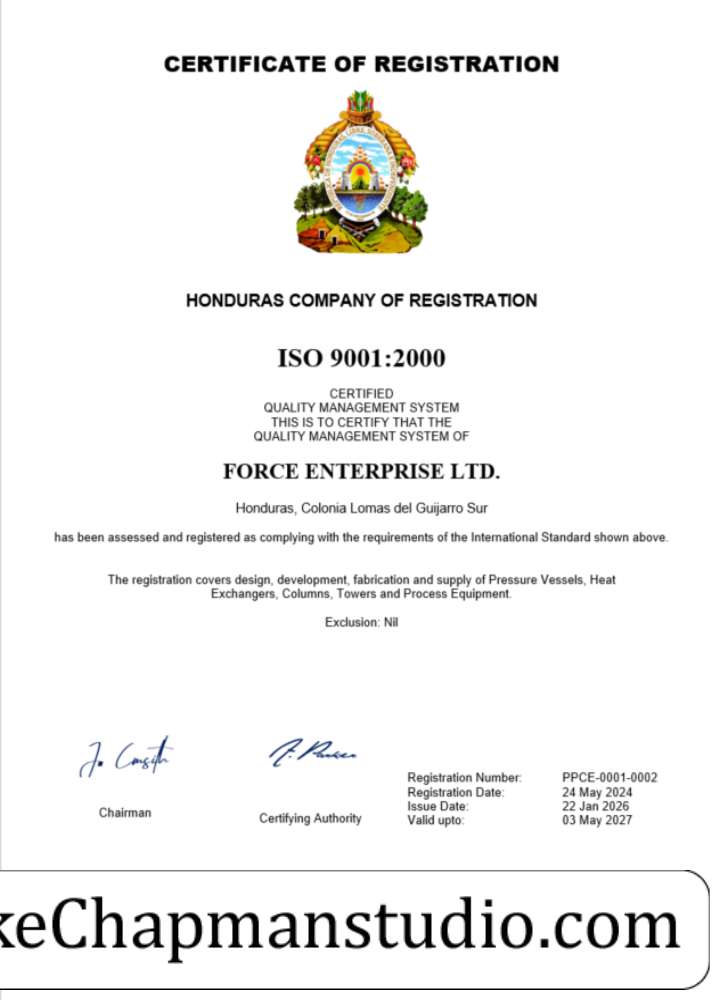 CERTIFICATE OF REGISTRATION
HONDURAS COMPANY OF REGISTRATION
ISO 9001:2000
CERTIFIED
QUALITY MANAGEMENT SYSTEM
THIS IS TO CERTIFY THAT THE
QUALITY MANAGEMENT SYSTEM OF
FORCE ENTERPRISE LTD.
Honduras, Colonia Lomas del Guijarro Sur
has been assessed and registered as complying with the requirements of the International Standard shown above.
The registration covers design, development, fabrication and supply of Pressure Vessels, Heat
Exchangers, Columns, Towers and Process Equipment.
Exclusion: Nil
Chairman
Certifying Authority
Registration Number: PPCE-0001-0002
Registration Date: 24 May 2024
Issue Date: 22 Jan 2026
Valid upto: 03 May 2027
keChapmanstudio.com